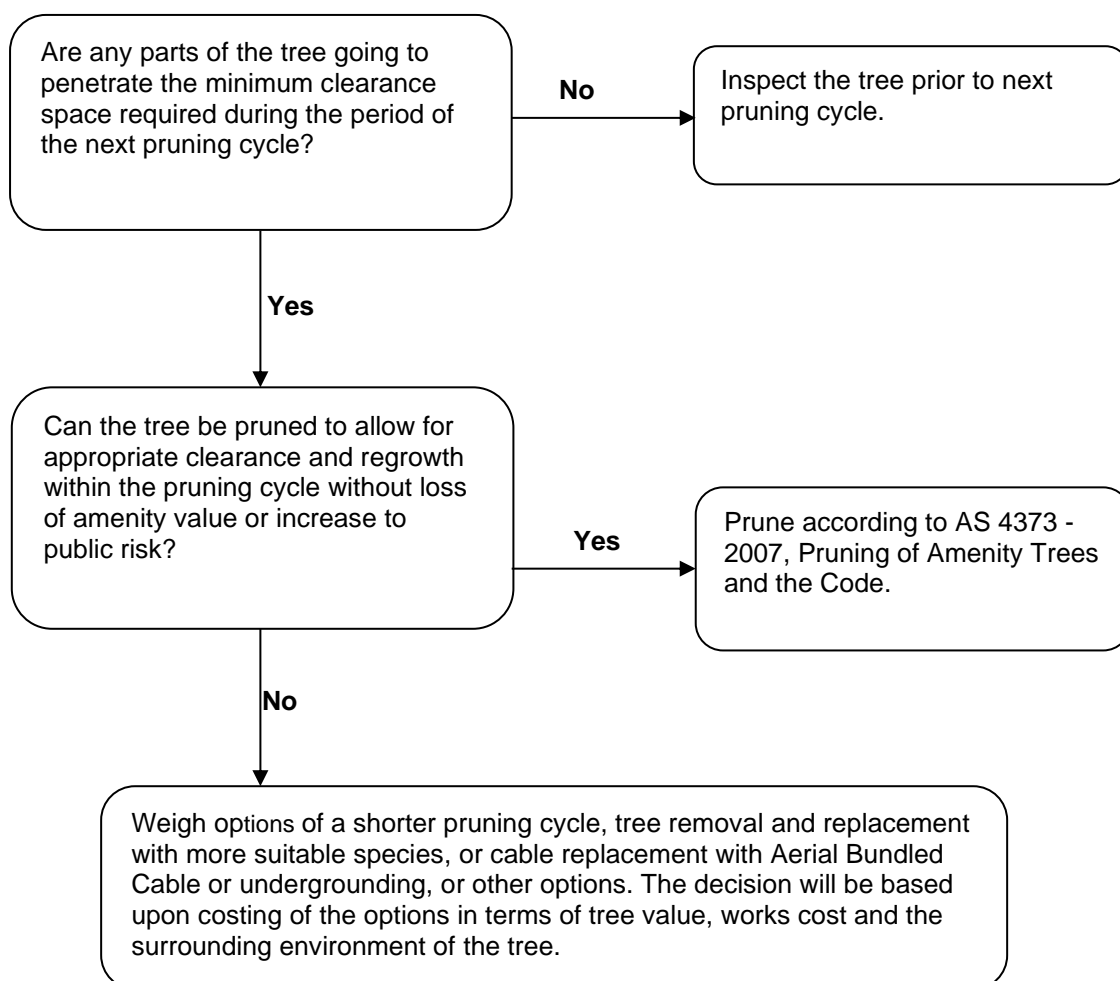 Are any parts of the tree going to
penetrate the minimum clearance
space required during the period of
the next pruning cycle?
No
Inspect the tree prior to next
pruning cycle.
Yes
Can the tree be pruned to allow for
appropriate clearance and regrowth
within the pruning cycle without loss
of amenity value or increase to
public risk?
Yes
Prune according to AS 4373 -
2007, Pruning of Amenity Trees
and the Code.
No
Weigh options of a shorter pruning cycle, tree removal and replacement
with more suitable species, or cable replacement with Aerial Bundled
Cable or undergrounding, or other options. The decision will be based
upon costing of the options in terms of tree value, works cost and the
surrounding environment of the tree.